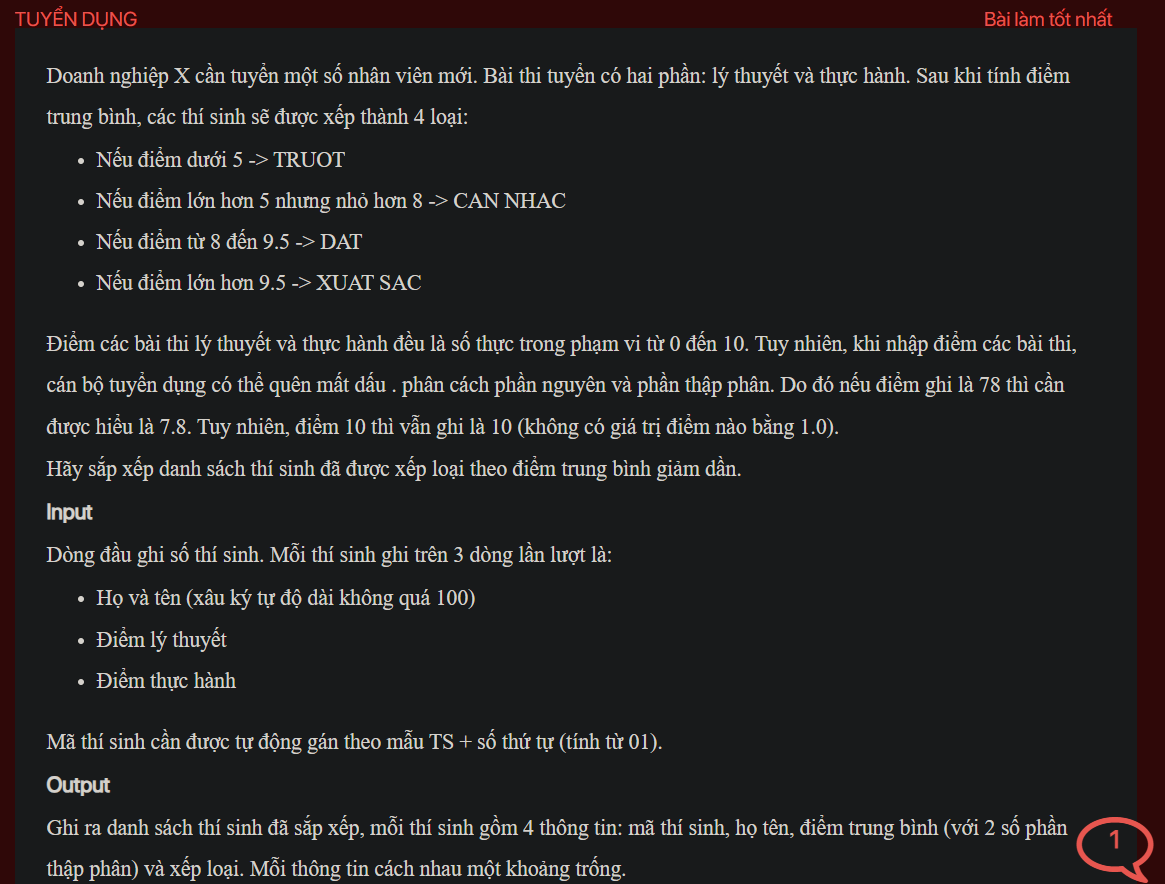 TUYỂN DỤNG
Bài làm tốt nhất
Doanh nghiệp X cần tuyển một số nhân viên mới. Bài thi tuyển có hai phần: lý thuyết và thực hành. Sau khi tính điểm
trung bình, các thí sinh sẽ được xếp thành 4 loại:
• Nếu điểm dưới 5 -> TRUOT
• Nếu điểm lớn hơn 5 nhưng nhỏ hơn 8 -> CAN NHAC
• Nếu điểm từ 8 đến 9.5 -> DAT
• Nếu điểm lớn hơn 9.5 -> XUAT SAC
Điểm các bài thi lý thuyết và thực hành đều là số thực trong phạm vi từ 0 đến 10. Tuy nhiên, khi nhập điểm các bài thi,
cán bộ tuyển dụng có thể quên mất dấu . phân cách phần nguyên và phần thập phân. Do đó nếu điểm ghi là 78 thì cần
được hiểu là 7.8. Tuy nhiên, điểm 10 thì vẫn ghi là 10 (không có giá trị điểm nào bằng 1.0).
Hãy sắp xếp danh sách thí sinh đã được xếp loại theo điểm trung bình giảm dần.
Input
Dòng đầu ghi số thí sinh. Mỗi thí sinh ghi trên 3 dòng lần lượt là:
• Họ và tên (xâu ký tự độ dài không quá 100)
• Điểm lý thuyết
• Điểm thực hành
Mã thí sinh cần được tự động gán theo mẫu TS + số thứ tự (tính từ 01).
Output
Ghi ra danh sách thí sinh đã sắp xếp, mỗi thí sinh gồm 4 thông tin: mã thí sinh, họ tên, điểm trung bình (với 2 số phần
thập phân) và xếp loại. Mỗi thông tin cách nhau một khoảng trống.
1